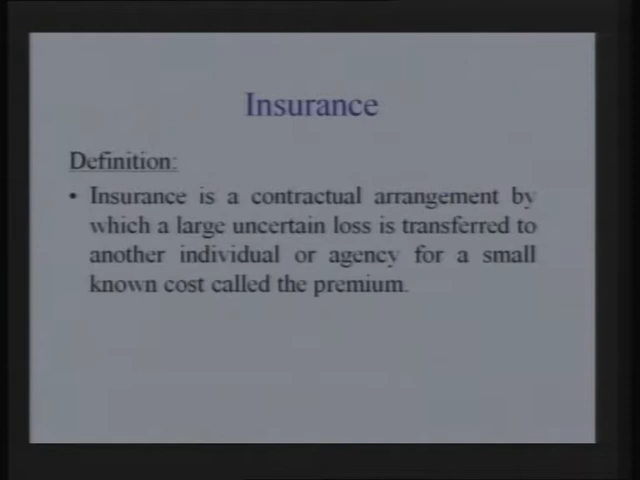 Insurance
Definition:
• Insurance is a contractual arrangement by
which a large uncertain loss is transferred to
another individual or agency for a small
known cost called the premium.